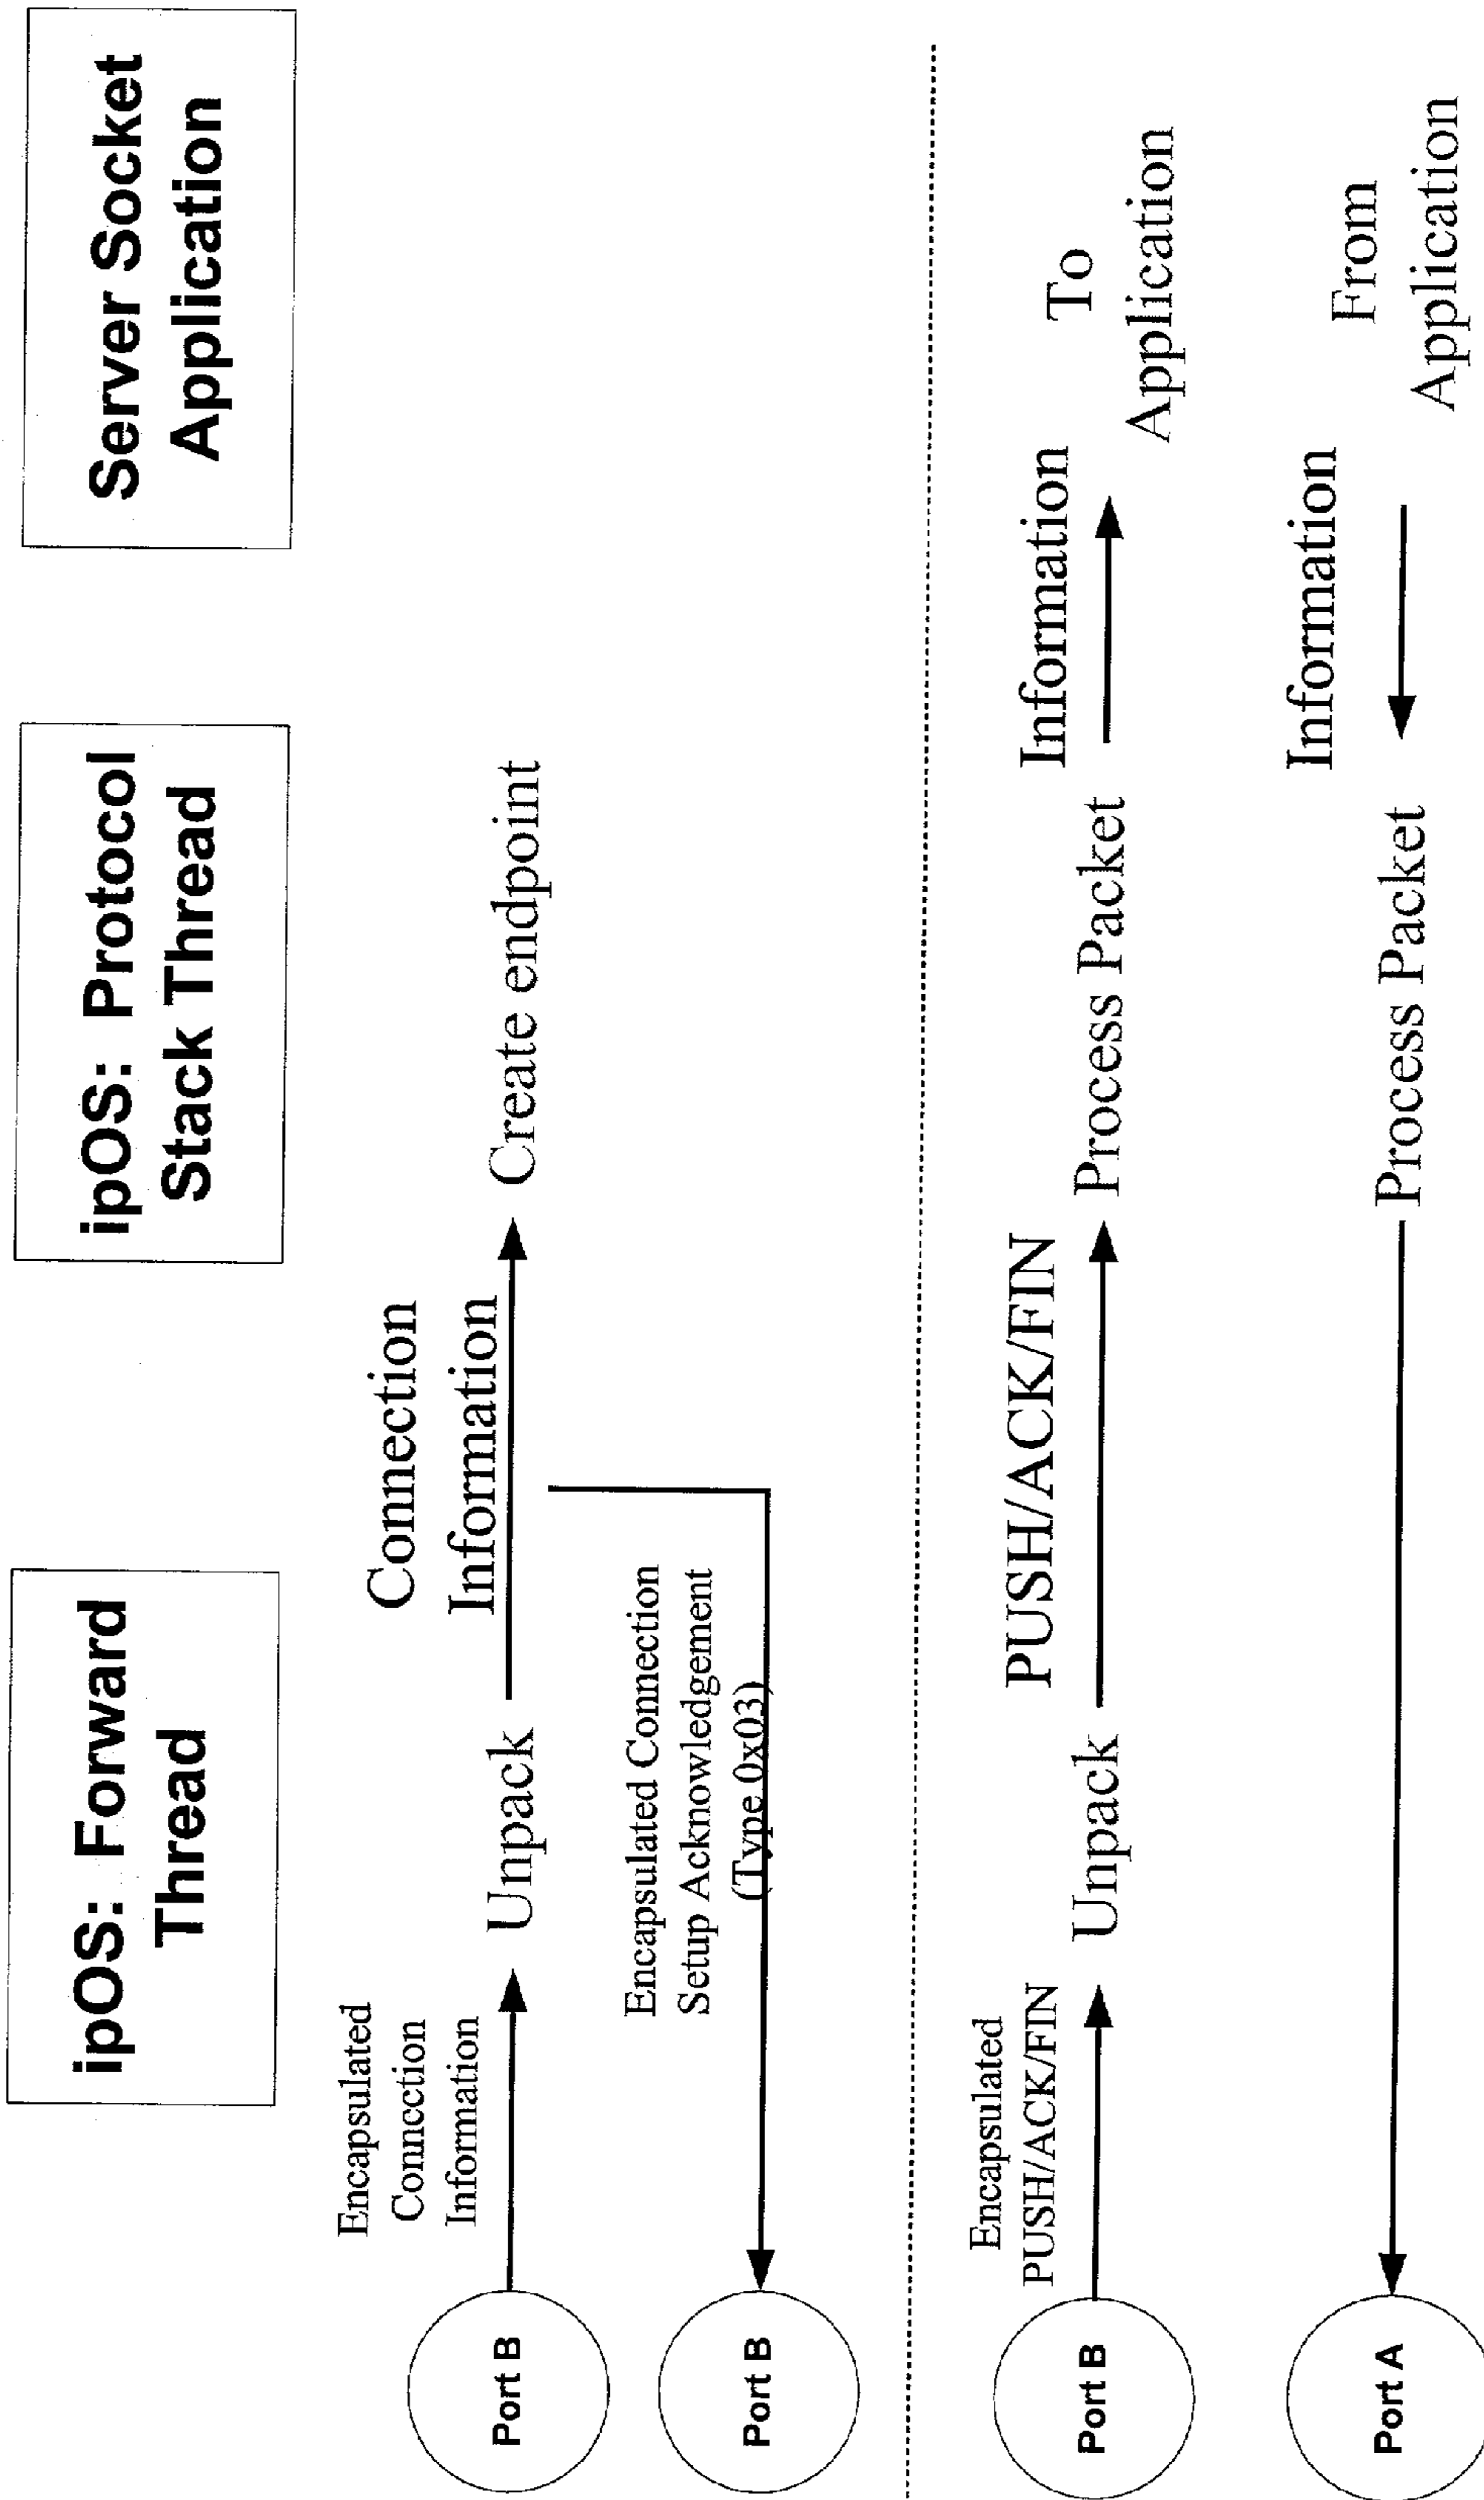 ipOS: Forward
Thread
ipOS: Protocol
Stack Thread
Server Socket
Application
Encapsulated
Connection
Information
Connection
Information
Port B
Unpack
Create endpoint
Encapsulated Connection
Setup Acknowledgement
(Type 0x03)
Port B
Encapsulated
PUSH/ACK/FIN
PUSH/ACK/FIN
Information
To
Application
Port B
Unpack
Process Packet
Information
From
Application
Port A
Process Packet